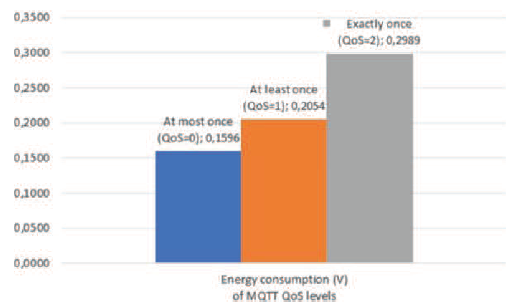 0,3500
0,3000
0,2500
0,2000
0,1500
0,1000
0,0500
0,0000
Exactly once
(QoS=2); 0,2989
At least once
(QoS=1); 0,2054
At most once
(QoS=0); 0,1596
Energy consumption (V)
of MQTT QoS levels